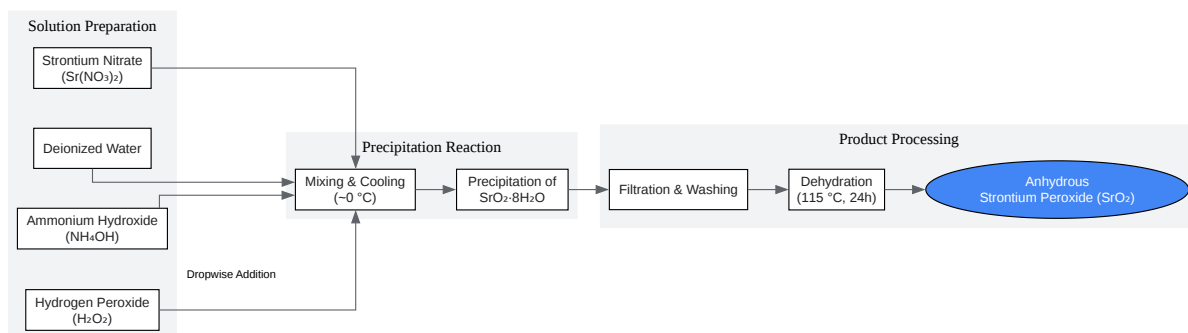 Solution Preparation
Strontium Nitrate
(Sr(NO₃)₂)
Deionized Water
Ammonium Hydroxide
(NH₄OH)
Dropwise Addition
Hydrogen Peroxide
(H₂O₂)
Precipitation Reaction
Mixing & Cooling
(~0 °C)
Precipitation of
SrO₂·8H₂O
Product Processing
Filtration & Washing
Dehydration
(115 °C, 24h)
Anhydrous
Strontium Peroxide (SrO₂)